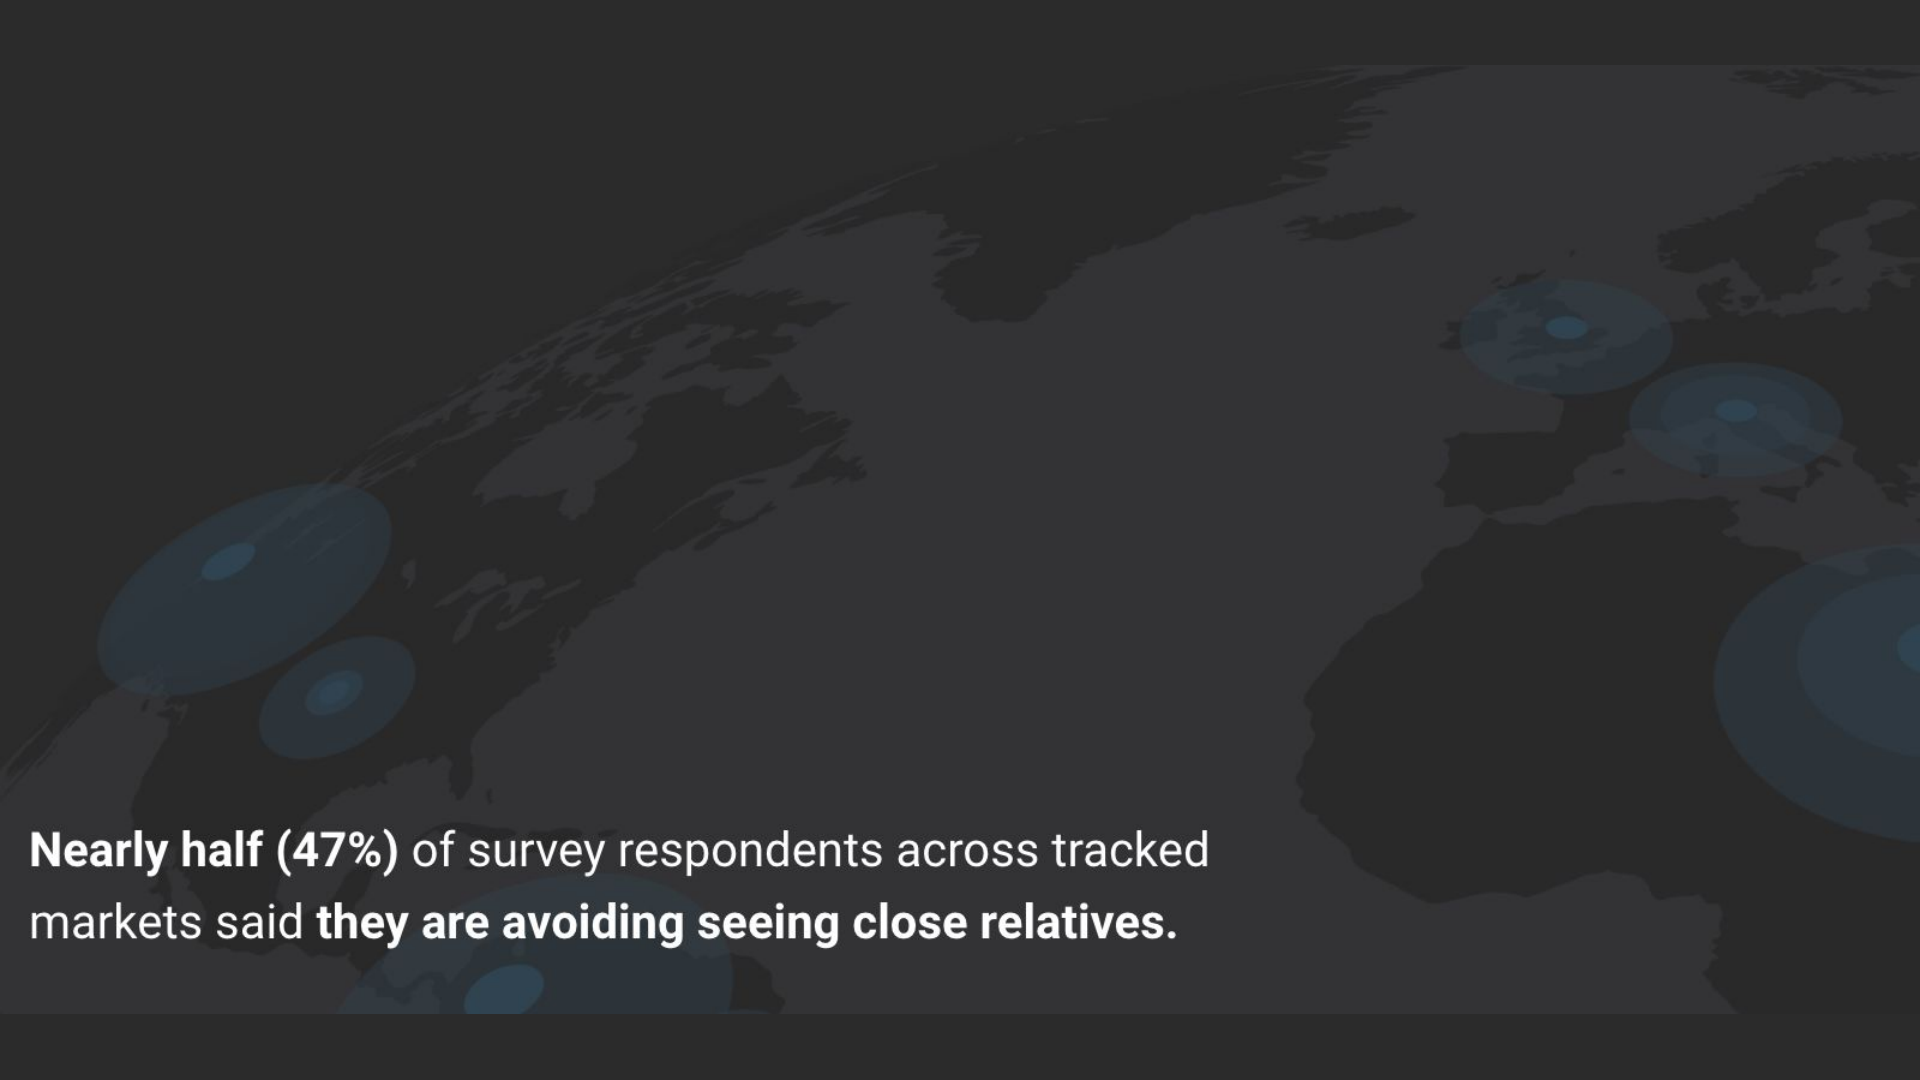 Nearly half (47%) of survey respondents across tracked
markets said they are avoiding seeing close relatives.